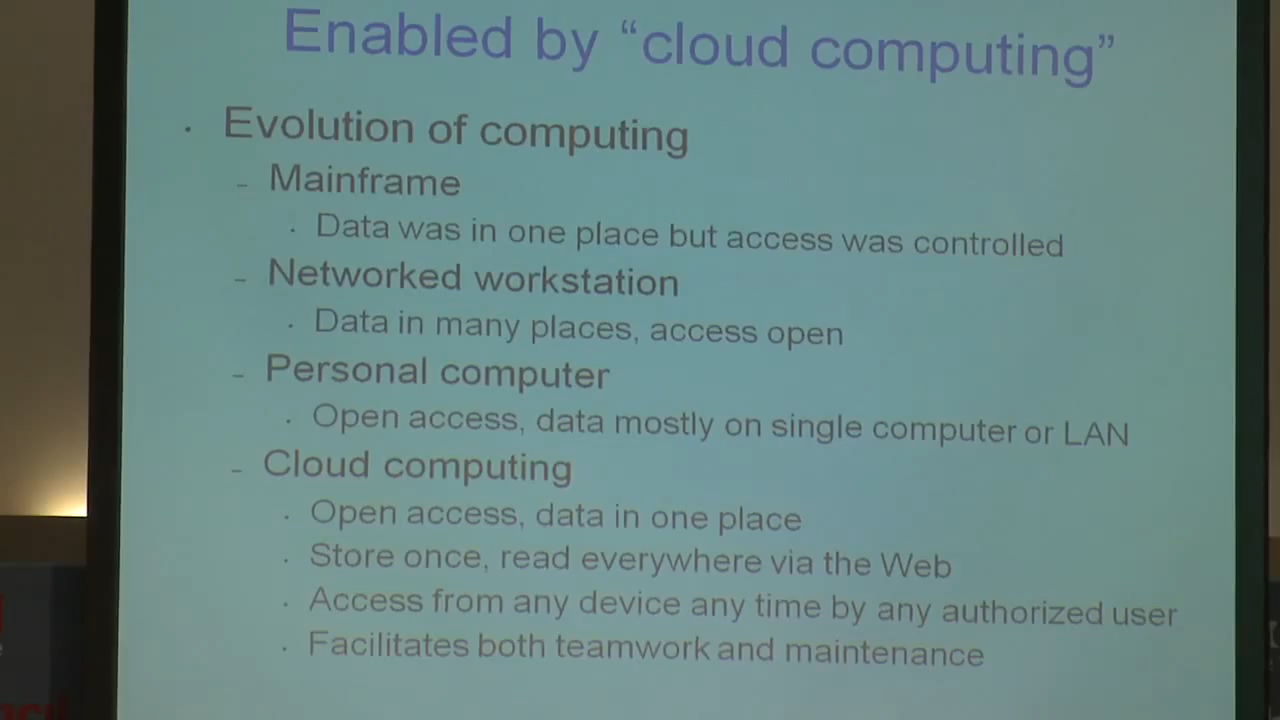 Enabled by “cloud computing”
· Evolution of computing
– Mainframe
· Data was in one place but access was controlled
– Networked workstation
· Data in many places, access open
– Personal computer
· Open access, data mostly on single computer or LAN
– Cloud computing
· Open access, data in one place
· Store once, read everywhere via the Web
· Access from any device any time by any authorized user
· Facilitates both teamwork and maintenance